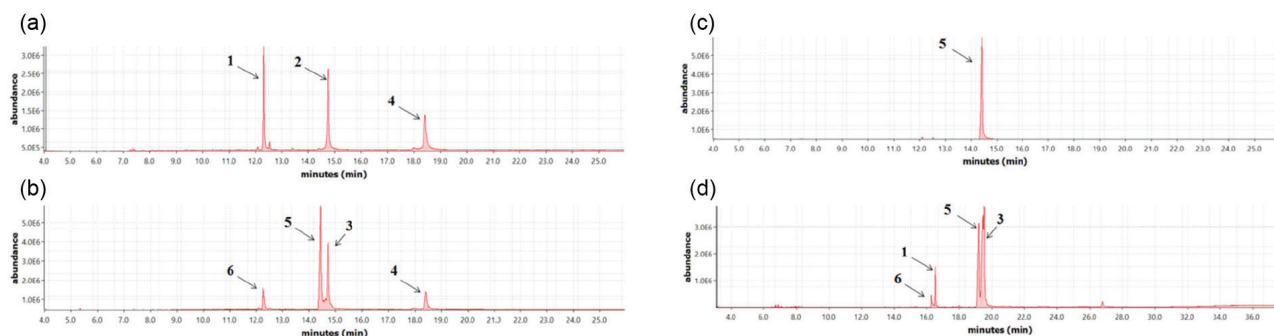 (a)
abundance
3.0E6
2.5E6
2.0E6
1.5E6
1.0E6
5.0E5
1
2
4
4.0 5.0 6.0 7.0 8.0 9.0 10.0 11.0 12.0 13.0 14.0 15.0 16.0 17.0 18.0 19.0 20.0 21.0 22.0 23.0 24.0 25.0
minutes (min)
(b)
abundance
5.0E6
4.0E6
3.0E6
2.0E6
1.0E6
6
5
3
4
4.0 5.0 6.0 7.0 8.0 9.0 10.0 11.0 12.0 13.0 14.0 15.0 16.0 17.0 18.0 19.0 20.0 21.3 22.0 23.0 24.0 25.0
minutes (min)
(c)
abundance
5.0E6
4.0E6
3.0E6
2.0E6
1.0E6
5
4.0 5.0 6.0 7.0 8.0 9.0 10.0 11.0 12.0 13.0 14.0 15.0 16.0 17.0 18.0 19.0 20.0 21.0 22.0 23.0 24.0 25.0
minutes (min)
(d)
abundance
3.0E6
2.0E6
1.0E6
6
1
5
3
4.0 6.0 8.0 10.0 12.0 14.0 16.0 18.0 20.0 22.0 24.0 26.0 28.0 30.0 32.0 34.0 36.0
minutes (min)